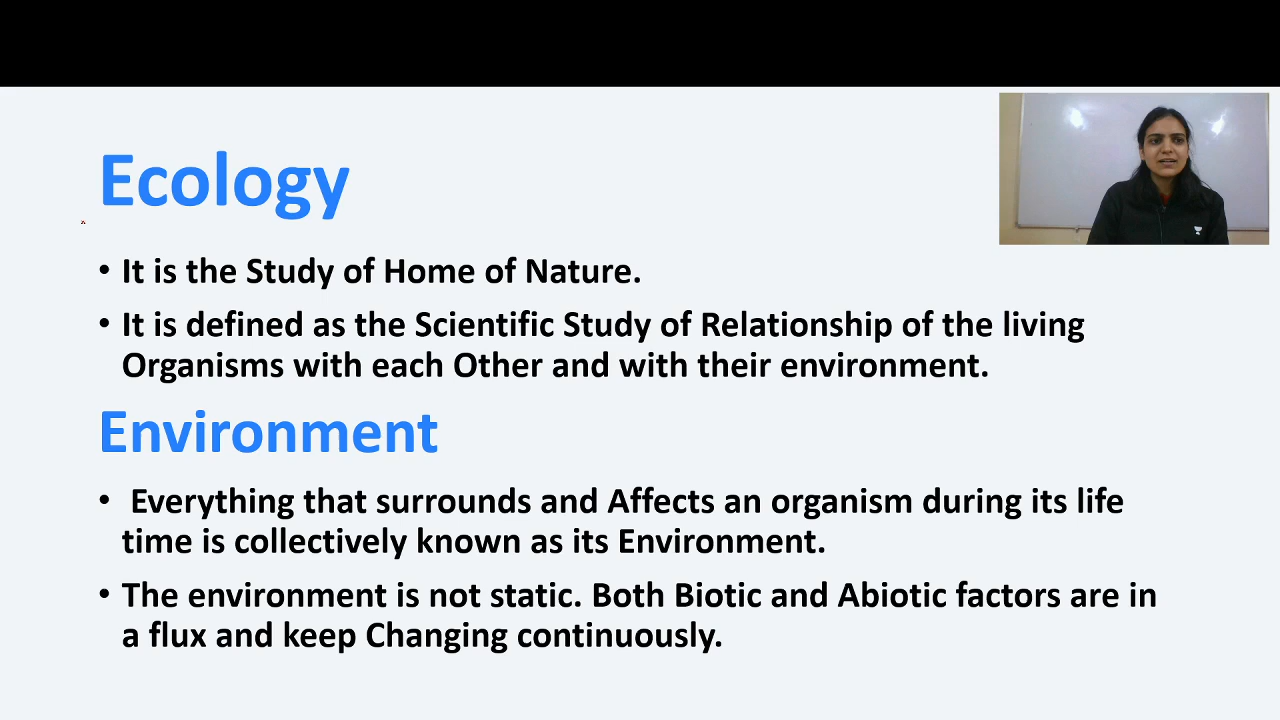 Ecology
• It is the Study of Home of Nature.
• It is defined as the Scientific Study of Relationship of the living
Organisms with each Other and with their environment.
Environment
• Everything that surrounds and Affects an organism during its life
time is collectively known as its Environment.
• The environment is not static. Both Biotic and Abiotic factors are in
a flux and keep Changing continuously.